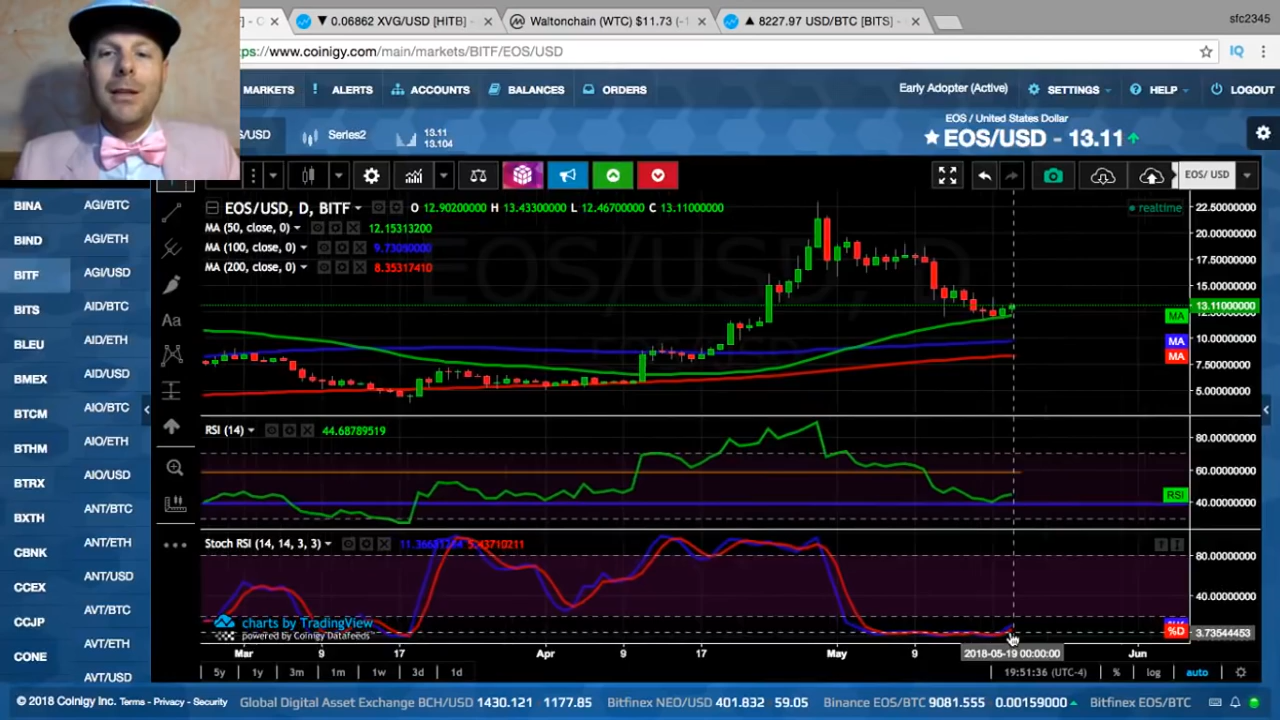 ▼ 0.06862 XVG/USD [HITB] -
Waltonchain (WTC) $11.73 (-1
▲ 8227.97 USD/BTC [BITS] -
sfc2345
ps://www.coinigy.com/main/markets/BITF/EOS/USD
IQ
MARKETS
ALERTS
ACCOUNTS
BALANCES
ORDERS
Early Adopter (Active)
SETTINGS
HELP
LOGOUT
/USD
Series2
13.11
13.104
EOS / United States Dollar
EOS/USD - 13.11
EOS/ USD
EOS/USD, D, BITF
O 12.90200000 H 13.43300000 L 12.46700000 C 13.11000000
realtime
MA (50, close, 0)
12.15313200
MA (100, close, 0)
MA (200, close, 0)
8.35317410
22.50000000
20.00000000
17.50000000
15.00000000
13.11000000
10.00000000
7.50000000
5.00000000
MA
MA
MA
RSI (14)
44.68789519
80.00000000
60.00000000
40.00000000
RSI
Stoch RSI (14, 14, 3, 3)
80.00000000
40.00000000
%D
3.73544453
charts by TradingView
powered by Coinigy Datafeeds
Mar
9
17
Apr
9
17
May
9
2018-05-19 00:00:00
Jun
5y
1y
3m
1m
1w
3d
1d
19:51:36 (UTC-4)
%
log
auto
BINA
BIND
BITF
BITS
BLEU
BMEX
BTCM
BTHM
BTRX
BXTH
CBNK
CCEX
CCJP
CONE
AGI/BTC
AGI/ETH
AGI/USD
AID/BTC
AID/ETH
AID/USD
AIO/BTC
AIO/ETH
AIO/USD
ANT/BTC
ANT/ETH
ANT/USD
AVT/BTC
AVT/ETH
AVT/USD
Aa
© 2018 Coinigy Inc. Terms - Privacy - Security
Global Digital Asset Exchange BCH/USD 1430.121 1177.85
Bitfinex NEO/USD 401.832 59.05
Binance EOS/BTC 9081.555 0.00159000
Bitfinex EOS/BTC